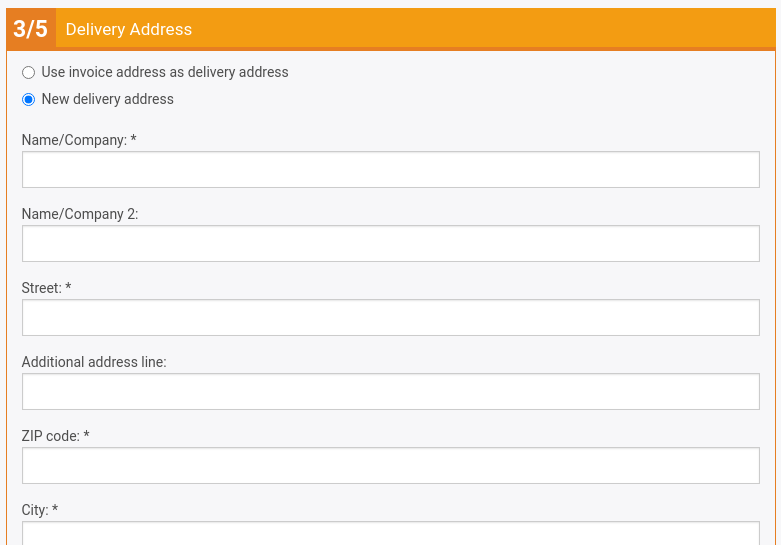 3/5 Delivery Address
Use invoice address as delivery address
New delivery address
Name/Company: *
Name/Company 2:
Street: *
Additional address line:
ZIP code: *
City: *